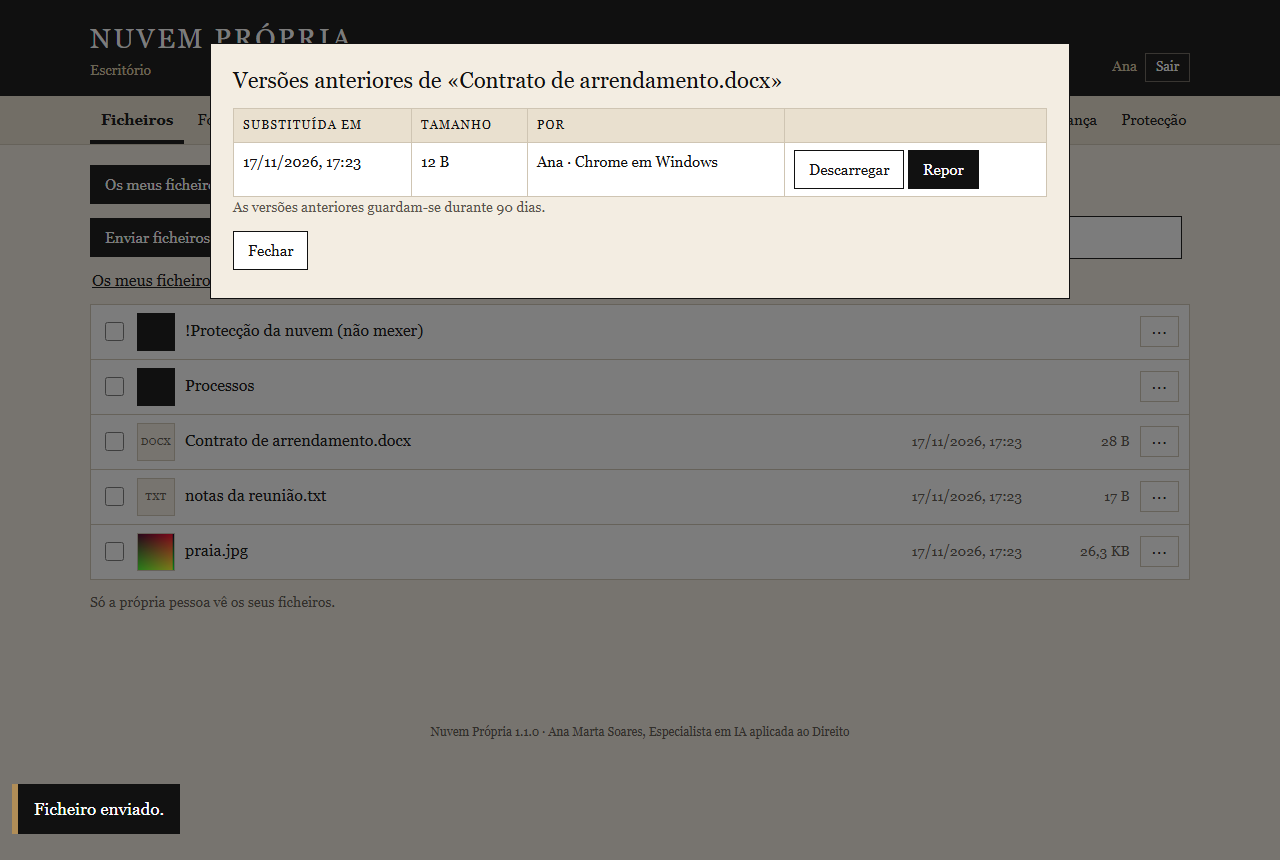 NUVEM PRÓPRIA
Escritório
Ana Sair
Ficheiros
Protecção
Versões anteriores de «Contrato de arrendamento.docx»
SUBSTITUÍDA EM TAMANHO POR
17/11/2026, 17:23 12 B Ana · Chrome em Windows Descarregar Repor
As versões anteriores guardam-se durante 90 dias.
Fechar
Os meus
Enviar ficheiros
Os meus
!Protecção da nuvem (não mexer) ...
Processos ...
DOCX Contrato de arrendamento.docx 17/11/2026, 17:23 28 B ...
TXT notas da reunião.txt 17/11/2026, 17:23 17 B ...
praia.jpg 17/11/2026, 17:23 26,3 KB ...
Só a própria pessoa vê os seus ficheiros.
Nuvem Própria 1.1.0 · Ana Marta Soares, Especialista em IA aplicada ao Direito
Ficheiro enviado.